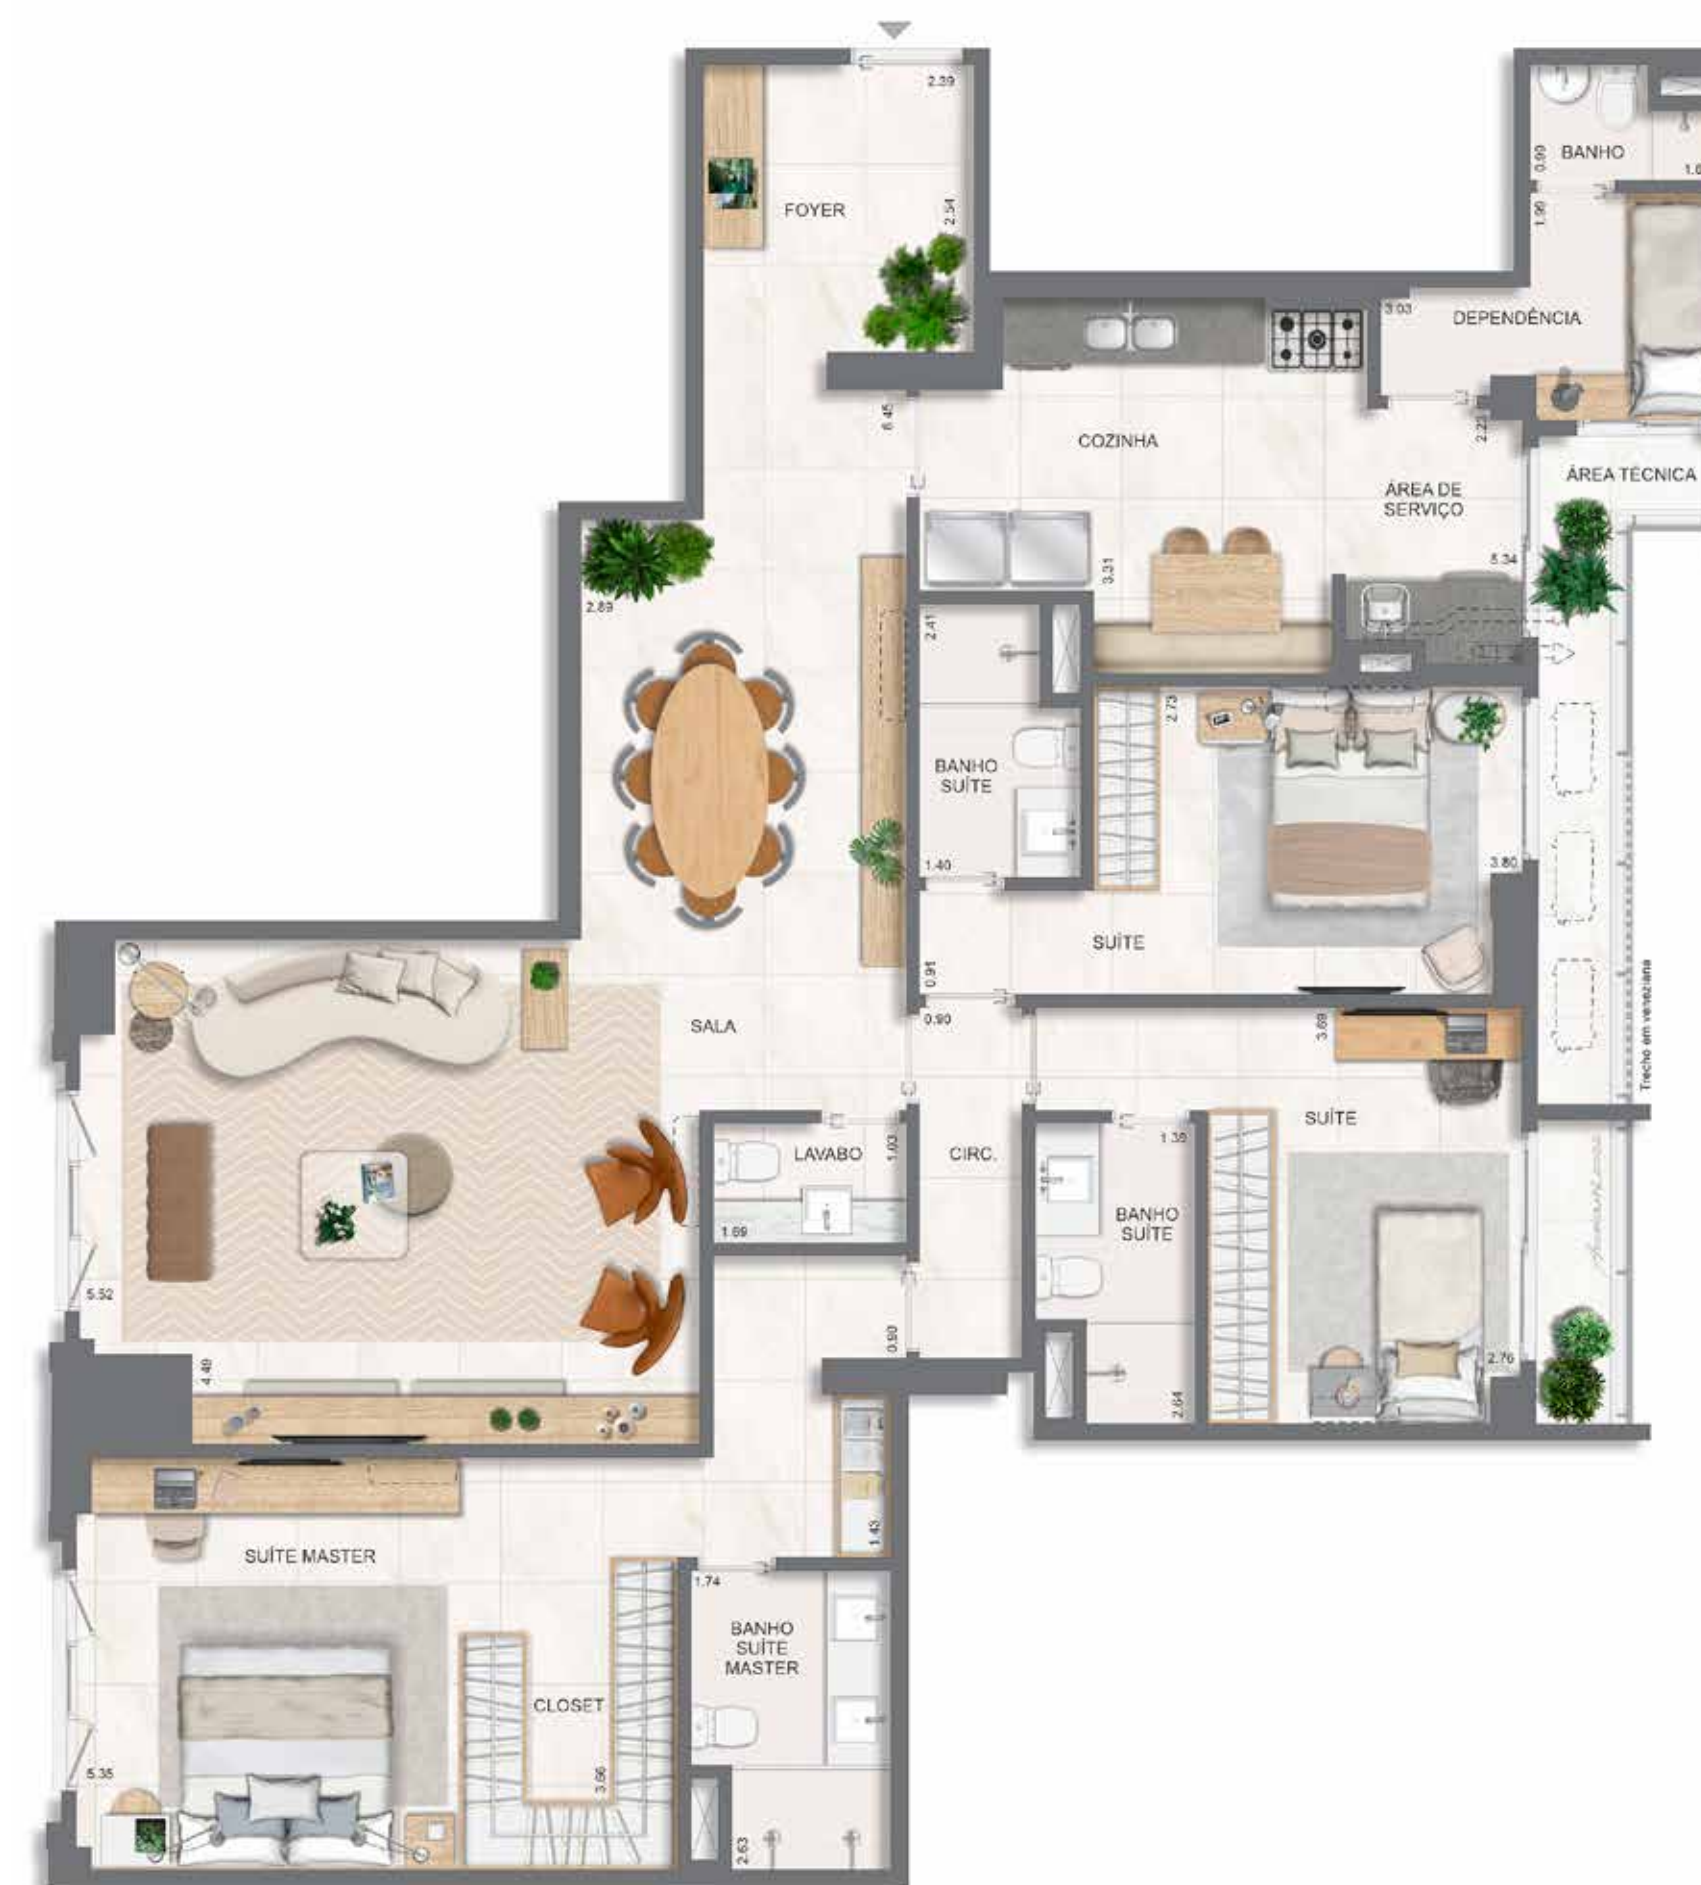 2.39
BANHO
0.99
1.99
FOYER
2.54
3.03
DEPENDÊNCIA
6.45
2.23
COZINHA
ÁREA TÉCNICA
ÁREA DE
SERVIÇO
5.34
3.31
2.89
2.41
2.73
BANHO
SUÍTE
1.40
3.80
SUÍTE
0.91
0.90
SALA
3.69
Trecho em veneziana
SUÍTE
1.39
LAVABO
1.03
CIRC.
BANHO
SUÍTE
1.69
5.52
0.90
2.76
4.49
2.64
1.43
SUÍTE MASTER
1.74
BANHO
SUÍTE
MASTER
CLOSET
5.35
3.66
2.63